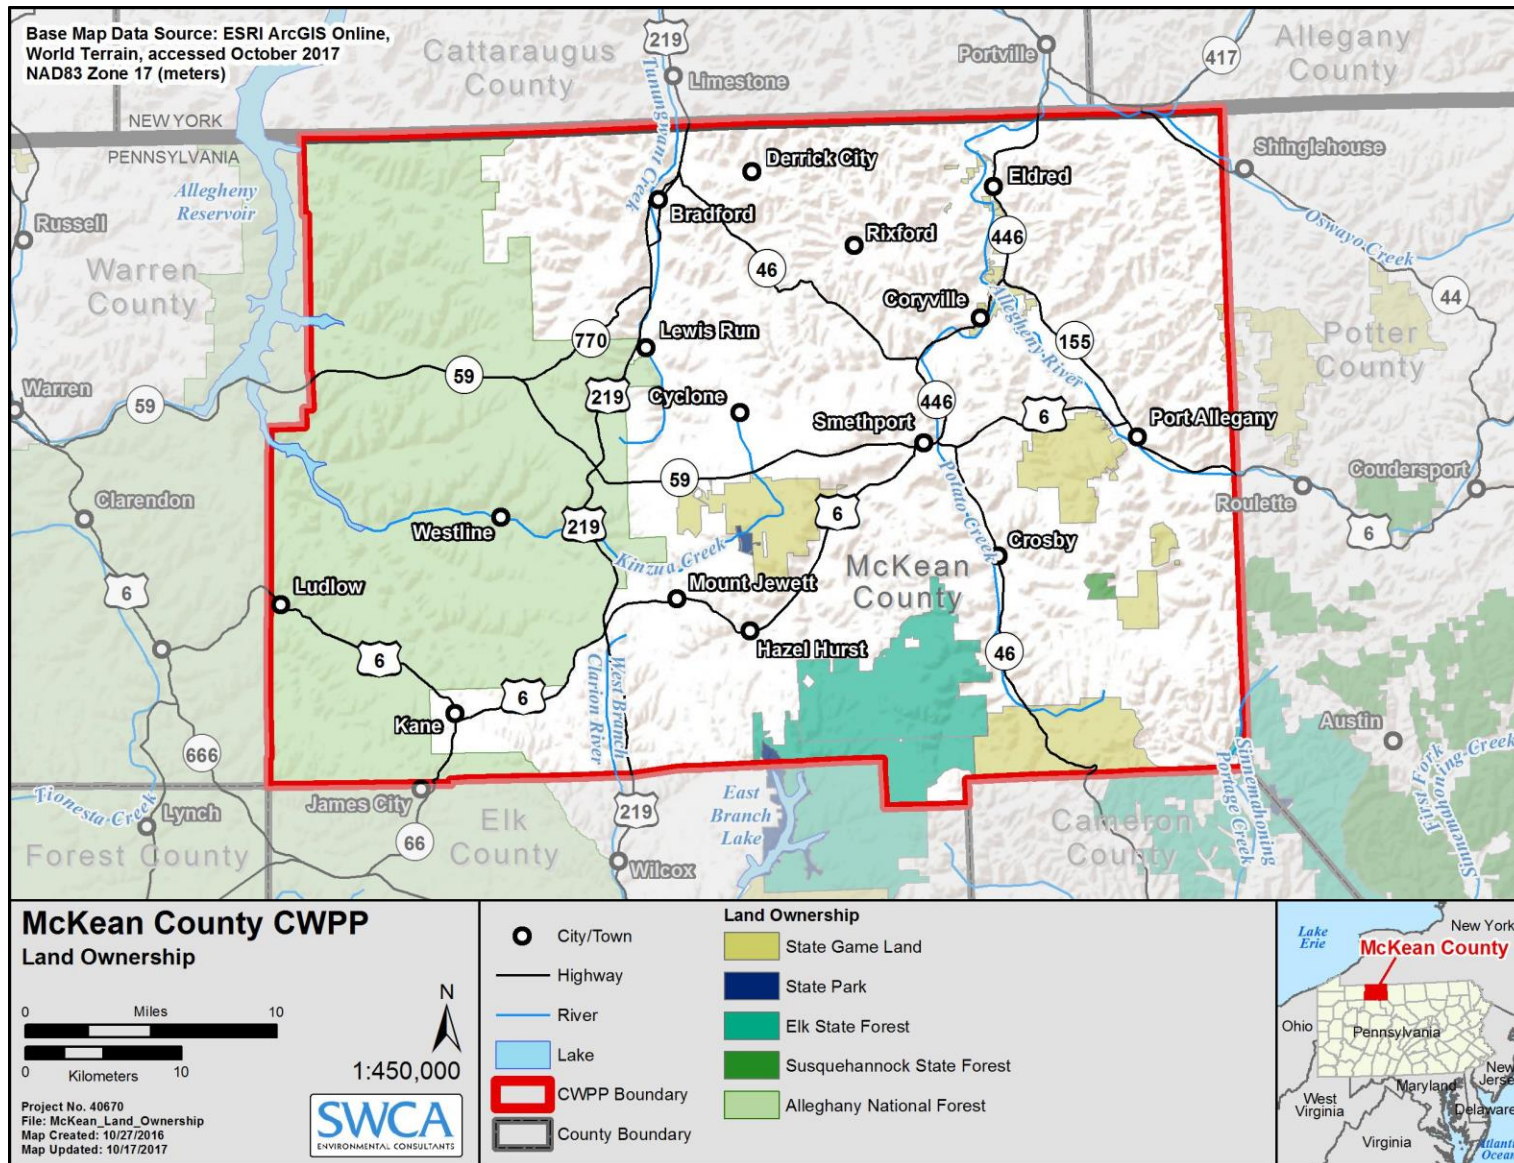 Base Map Data Source: ESRI ArcGIS Online,
World Terrain, accessed October 2017
NAD83 Zone 17 (meters)
Cattaraugus
County
219
Limestone
Tunungwant Creek
Portville
417
Allegany
County
NEW YORK
PENNSYLVANIA
Allegheny
Reservoir
Russell
Warren
County
Derrick City
Bradford
Rixford
46
Eldred
446
Shinglehouse
Oswayo Creek
44
Coryville
Allegheny River
155
Potter
County
Lewis Run
770
59
219
Cyclone
Warren
59
Smethport
446
6
Port Allegany
Coudersport
Roulette
6
59
6
Potato Creek
Clarendon
Westline
219
Kinzua Creek
Crosby
McKean
County
Mount Jewett
Hazel Hurst
Ludlow
6
6
6
Kane
West Branch
Clarion River
46
Austin
First Fork
Sinnemahoning Creek
Sinnemahoning
Portage Creek
666
Tionesta Creek
Lynch
James City
Forest County
66
Elk
County
219
Wilcox
East
Branch
Lake
Cameron
County
McKean County CWPP
Land Ownership
0 Miles 10
0 Kilometers 10
N
1:450,000
Project No. 40670
File: McKean_Land_Ownership
Map Created: 10/27/2016
Map Updated: 10/17/2017
SWCA
ENVIRONMENTAL CONSULTANTS
City/Town
Highway
River
Lake
CWPP Boundary
County Boundary
Land Ownership
State Game Land
State Park
Elk State Forest
Susquehannock State Forest
Alleghany National Forest
Lake
Erie
New York
McKean County
Ohio
Pennsylvania
New
Jerse
Maryland
West
Virginia
Delaware
Virginia
Atlanti
Ocean